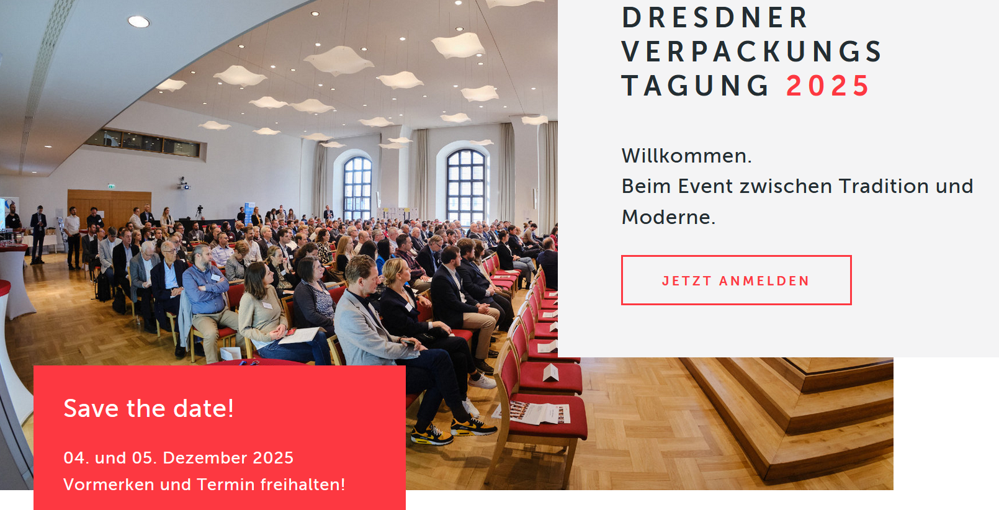 DRESDNER
VERPACKUNGS
TAGUNG 2025
Willkommen.
Beim Event zwischen Tradition und
Moderne.
JETZT ANMELDEN
Save the date!
04. und 05. Dezember 2025
Vormerken und Termin freihalten!